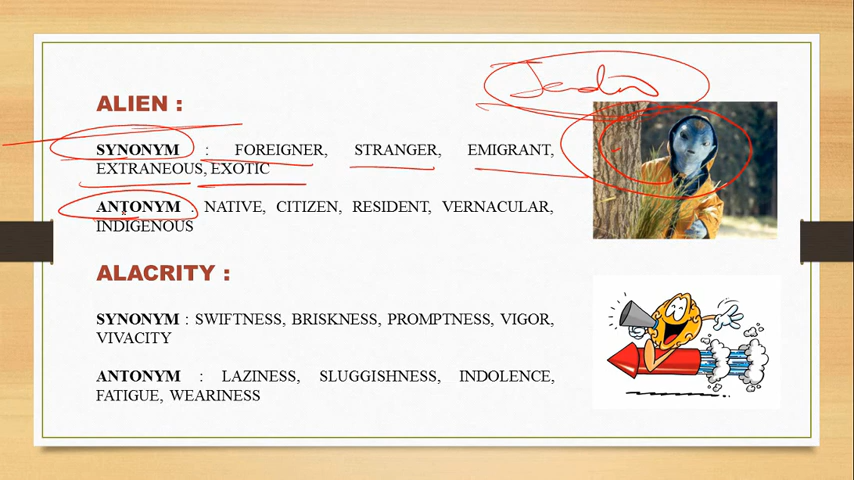 ALIEN :
SYNONYM : FOREIGNER, STRANGER, EMIGRANT,
EXTRANEOUS, EXOTIC
ANTONYM : NATIVE, CITIZEN, RESIDENT, VERNACULAR,
INDIGENOUS
ALACRITY :
SYNONYM : SWIFTNESS, BRISKNESS, PROMPTNESS, VIGOR,
VIVACITY
ANTONYM : LAZINESS, SLUGGISHNESS, INDOLENCE,
FATIGUE, WEARINESS